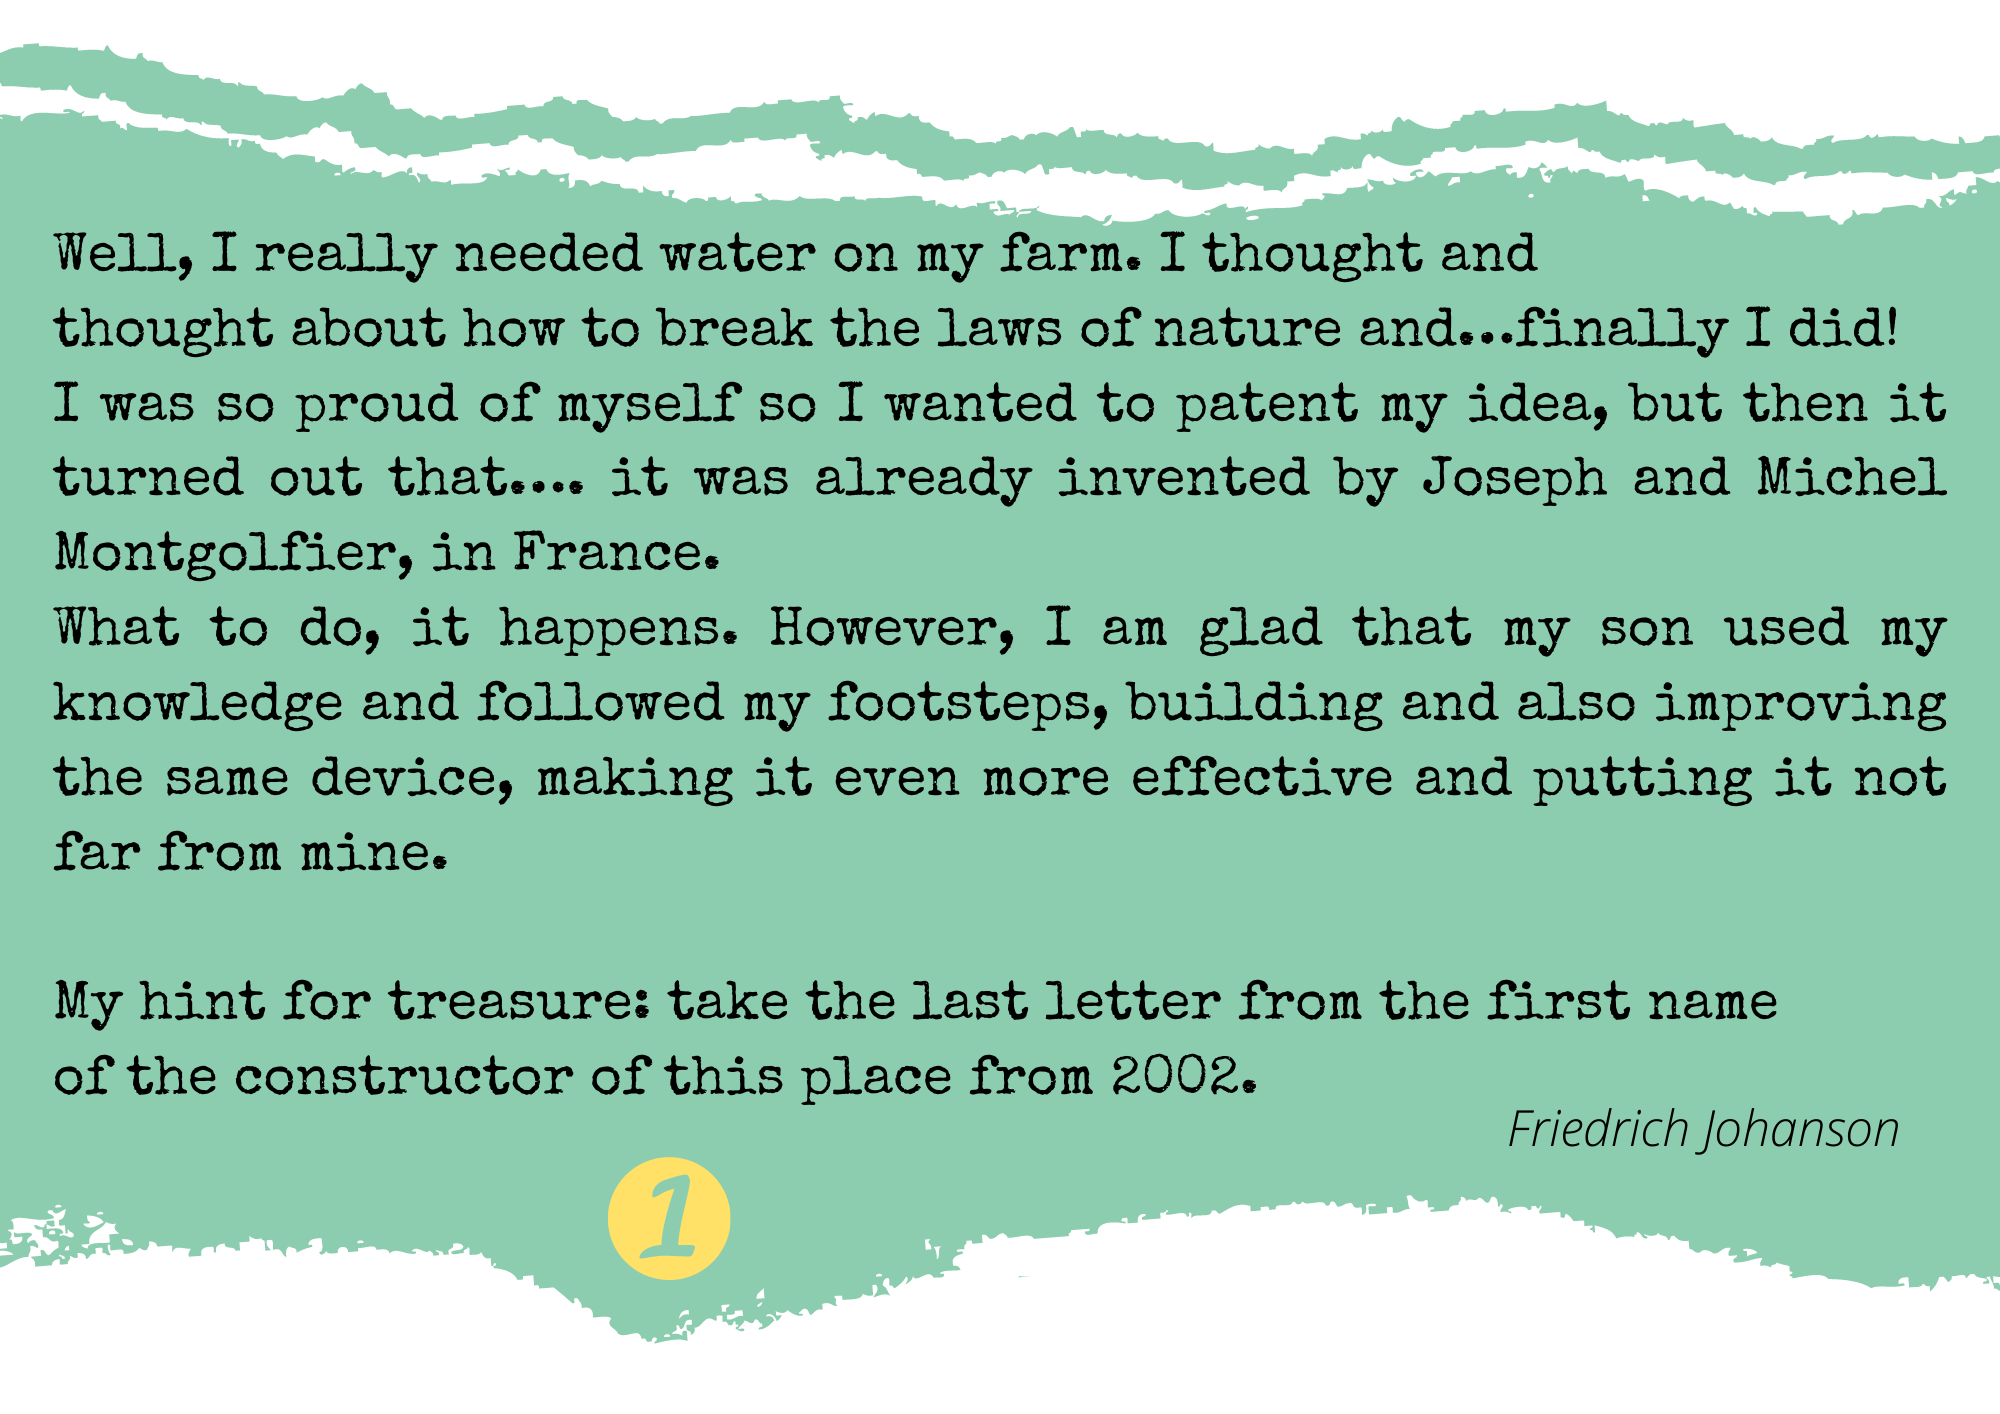 Well, I really needed water on my farm. I thought and
thought about how to break the laws of nature and...finally I did!
I was so proud of myself so I wanted to patent my idea, but then it
turned out that.... it was already invented by Joseph and Michel
Montgolfier, in France.
What to do, it happens. However, I am glad that my son used my
knowledge and followed my footsteps, building and also improving
the same device, making it even more effective and putting it not
far from mine.
My hint for treasure: take the last letter from the first name
of the constructor of this place from 2002.
Friedrich Johanson
1